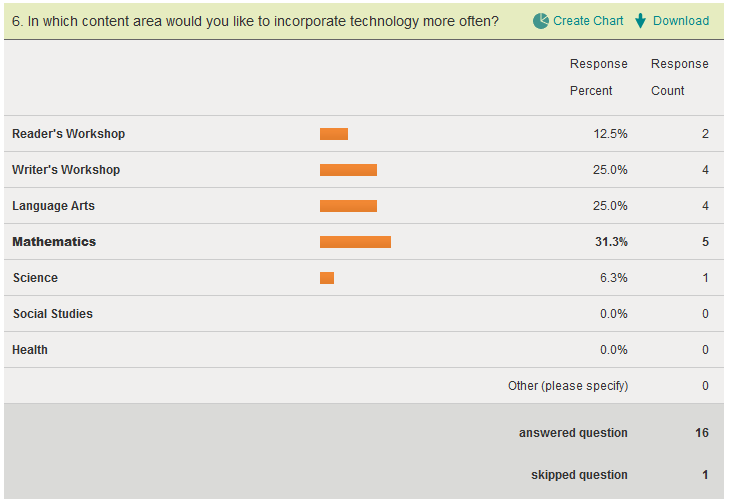 6. In which content area would you like to incorporate technology more often? Create Chart Download
Response Response
Percent Count
Reader's Workshop 12.5% 2
Writer's Workshop 25.0% 4
Language Arts 25.0% 4
Mathematics 31.3% 5
Science 6.3% 1
Social Studies 0.0% 0
Health 0.0% 0
Other (please specify) 0
answered question 16
skipped question 1